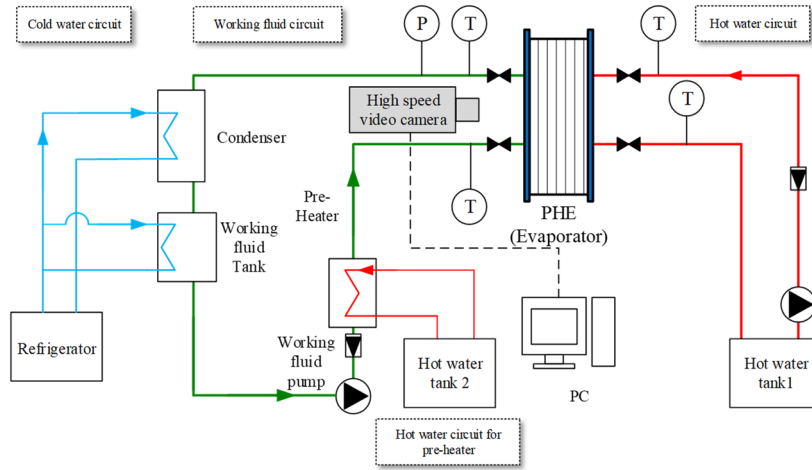 Cold water circuit
Working fluid circuit
Hot water circuit
P
T
T
T
High speed
video camera
Condenser
T
Pre-
Heater
PHE
(Evaporator)
Working
fluid
Tank
Refrigerator
Working
fluid
pump
Hot water
tank 2
PC
Hot water
tank1
Hot water circuit for
pre-heater